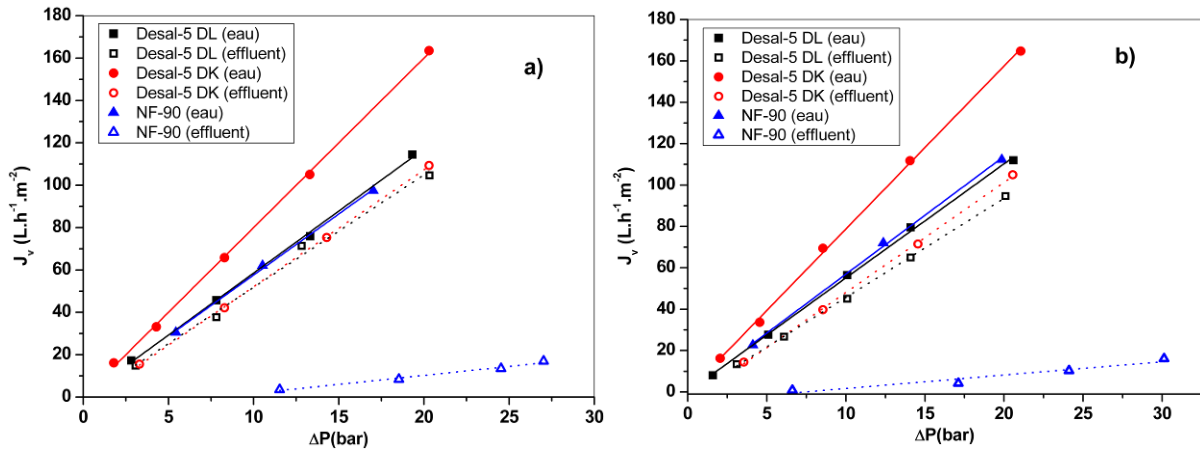 180
160
140
120
100
80
60
40
20
0
J_v (L.h⁻¹.m⁻²)
Desal-5 DL (eau)
Desal-5 DL (effluent)
Desal-5 DK (eau)
Desal-5 DK (effluent)
NF-90 (eau)
NF-90 (effluent)
a)
0 5 10 15 20 25 30
ΔP(bar)
180
160
140
120
100
80
60
40
20
0
J_v (L.h⁻¹.m⁻²)
Desal-5 DL (eau)
Desal-5 DL (effluent)
Desal-5 DK (eau)
Desal-5 DK (effluent)
NF-90 (eau)
NF-90 (effluent)
b)
0 5 10 15 20 25 30
ΔP(bar)